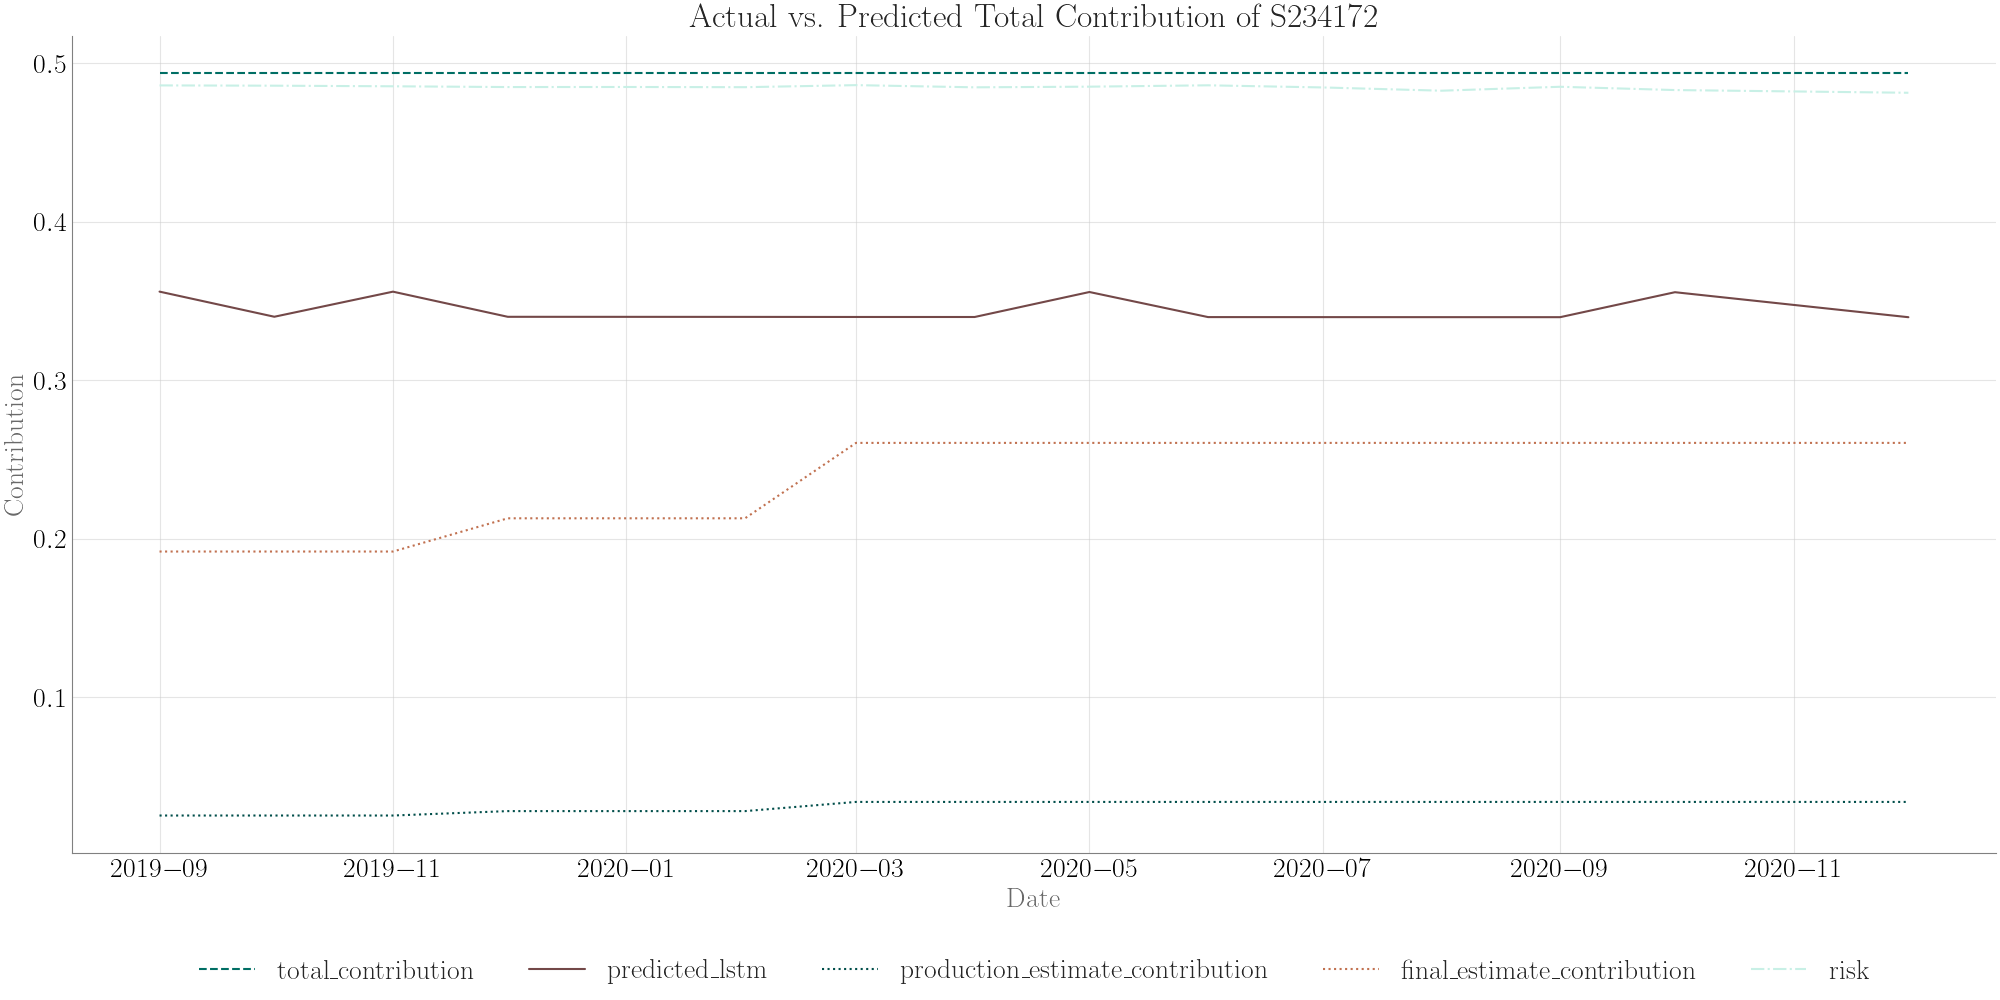 Actual vs. Predicted Total Contribution of S234172
0.5
0.4
0.3
0.2
0.1
Contribution
2019–09 2019–11 2020–01 2020–03 2020–05 2020–07 2020–09 2020–11
Date
total_contribution predicted_lstm production_estimate_contribution final_estimate_contribution risk